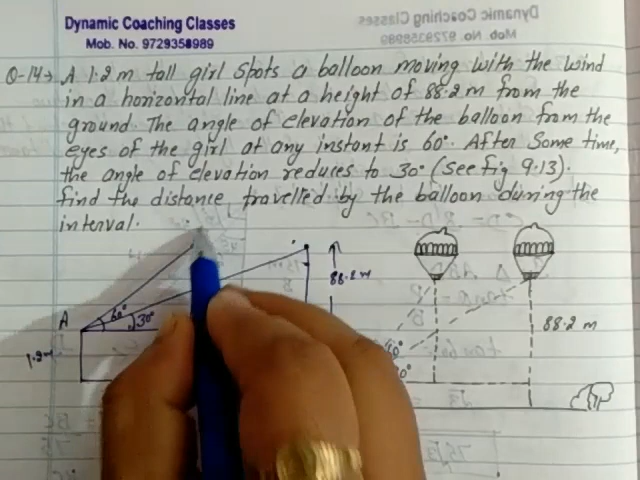 Dynamic Coaching Classes
Mob. No. 9729358989
Q-14→ A 1.2 m tall girl spots a balloon moving with the wind
in a horizontal line at a height of 88.2 m from the
ground. The angle of elevation of the balloon from the
eyes of the girl at any instant is 60°. After some time,
the angle of elevation reduces to 30° (see fig 9.13).
find the distance travelled by the balloon during the
interval.
88.2 m
A 60°
30°
1.2m
60°
88.2 m